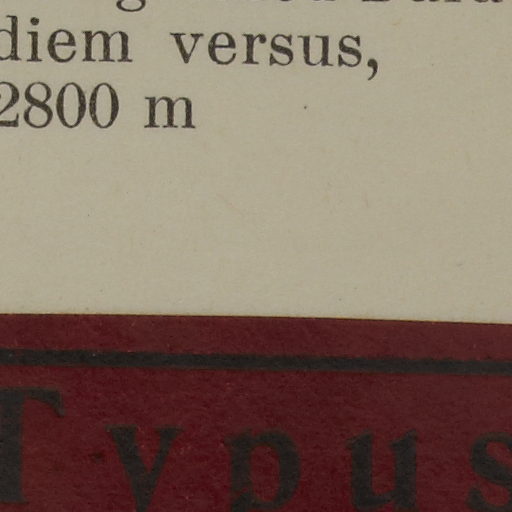 diem versus,
2800 m
Typus